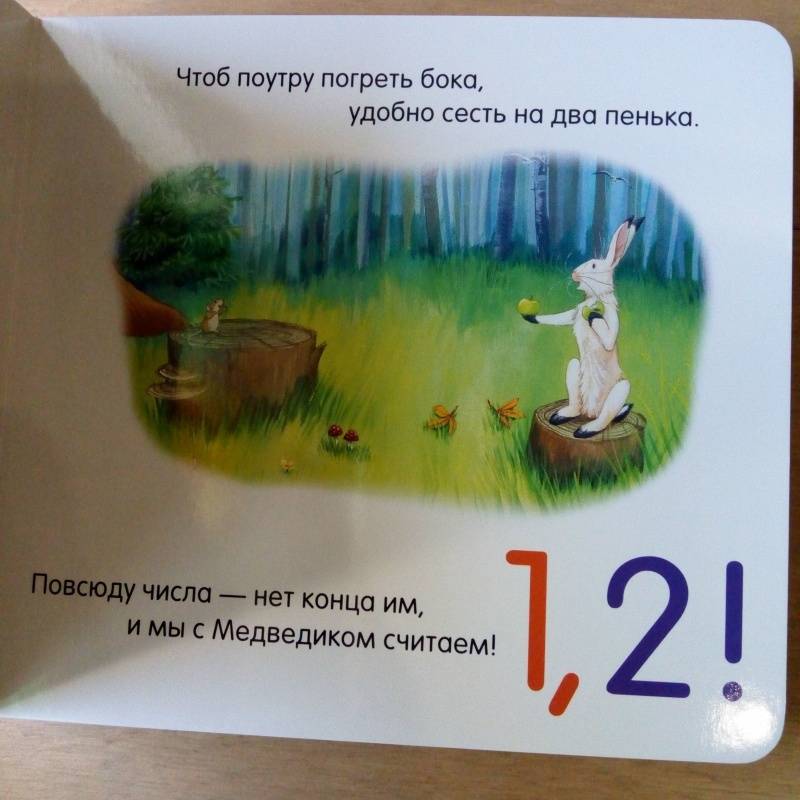 Чтоб поутру погреть бока,
удобно сесть на два пенька.
Повсюду числа — нет конца им,
и мы с Медведиком считаем!
1, 2!